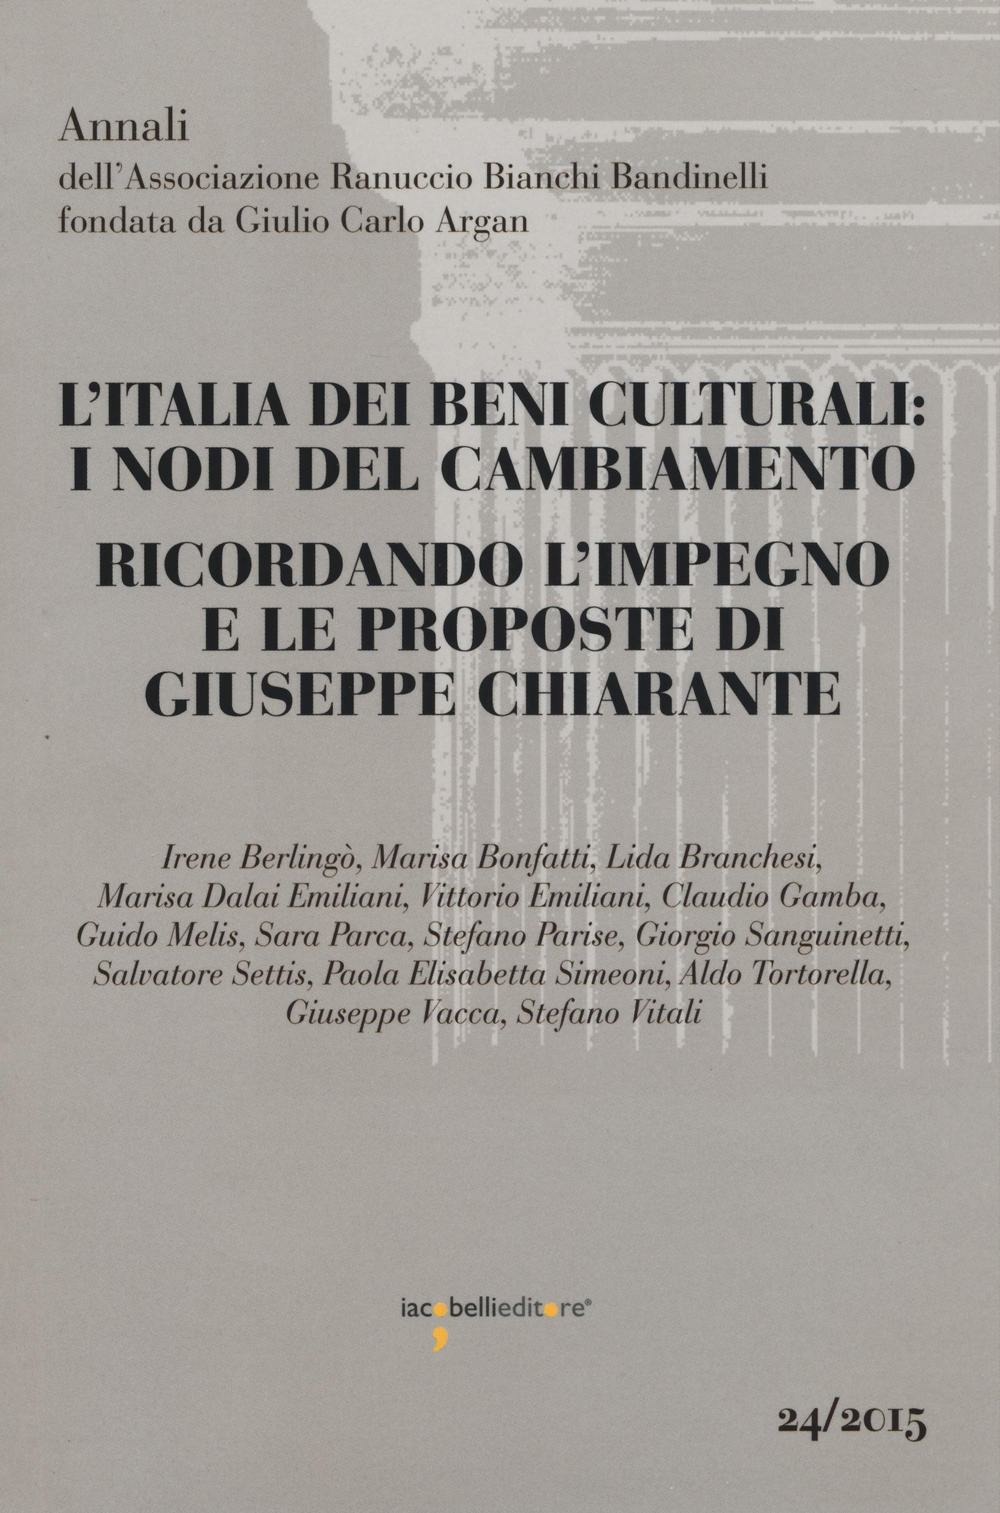 Annali
dell'Associazione Ranuccio Bianchi Bandinelli
fondata da Giulio Carlo Argan
L'ITALIA DEI BENI CULTURALI:
I NODI DEL CAMBIAMENTO
RICORDANDO L'IMPEGNO
E LE PROPOSTE DI
GIUSEPPE CHIARANTE
Irene Berlingò, Marisa Bonfatti, Lida Branchesi,
Marisa Dalai Emiliani, Vittorio Emiliani, Claudio Gamba,
Guido Melis, Sara Parca, Stefano Parise, Giorgio Sanguinetti,
Salvatore Settis, Paola Elisabetta Simeoni, Aldo Tortorella,
Giuseppe Vacca, Stefano Vitali
iacobellieditore®
24/2015